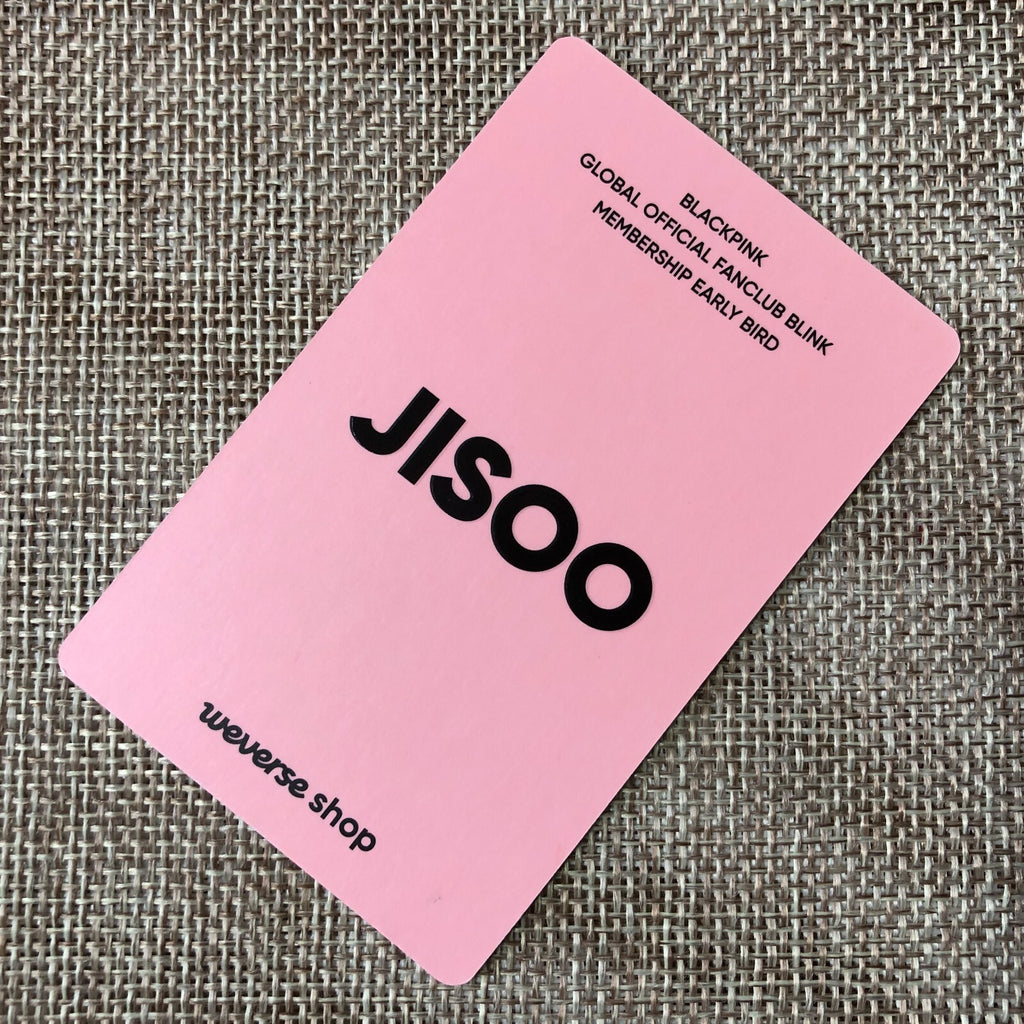 BLACKPINK
GLOBAL OFFICIAL FANCLUB BLINK
MEMBERSHIP EARLY BIRD
JISOO
weverse shop